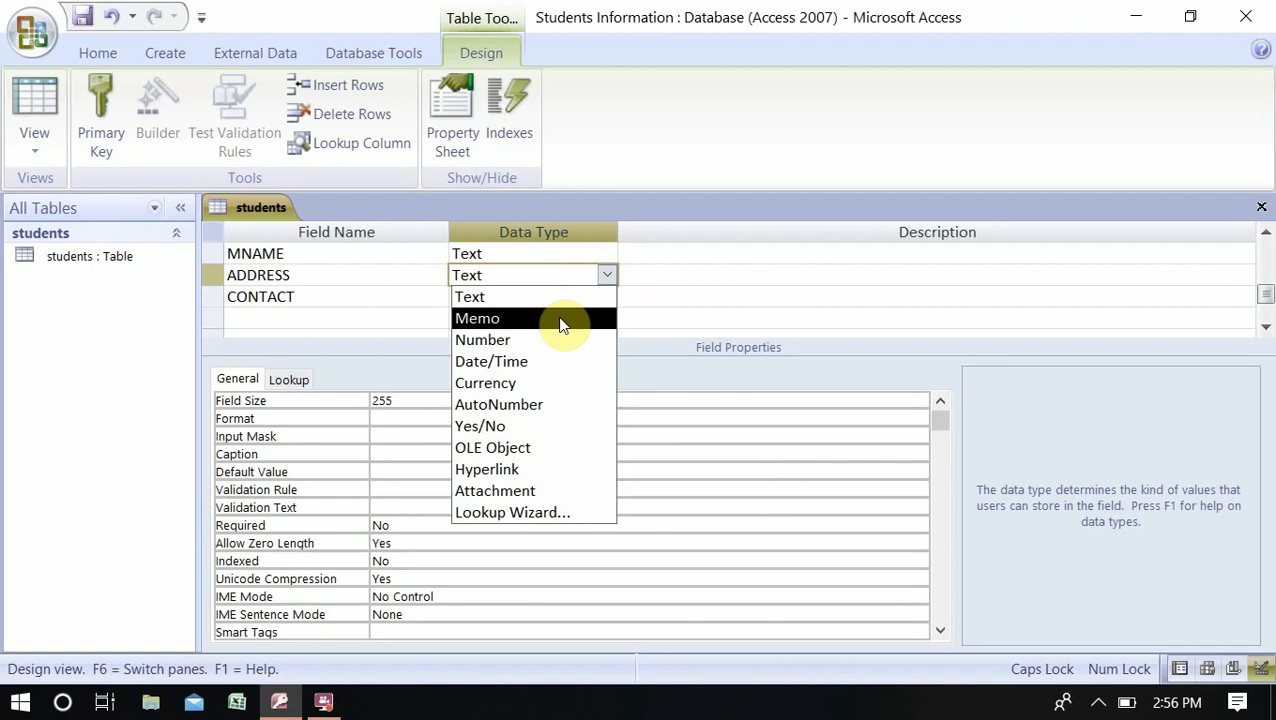 Table Too...
Students Information : Database (Access 2007) - Microsoft Access
Home
Create
External Data
Database Tools
Design
View
Primary Key
Builder
Test Validation Rules
Insert Rows
Delete Rows
Lookup Column
Property Sheet
Indexes
Views
Tools
Show/Hide
All Tables
students
students : Table
students
Field Name
Data Type
Description
MNAME
Text
ADDRESS
Text
CONTACT
Text
Memo
Number
Date/Time
Currency
AutoNumber
Yes/No
OLE Object
Hyperlink
Attachment
Lookup Wizard...
Field Properties
General
Lookup
Field Size
255
Format
Input Mask
Caption
Default Value
Validation Rule
Validation Text
Required
No
Allow Zero Length
Yes
Indexed
No
Unicode Compression
Yes
IME Mode
No Control
IME Sentence Mode
None
Smart Tags
The data type determines the kind of values that
users can store in the field. Press F1 for help on
data types.
Design view. F6 = Switch panes. F1 = Help.
Caps Lock
Num Lock
2:56 PM